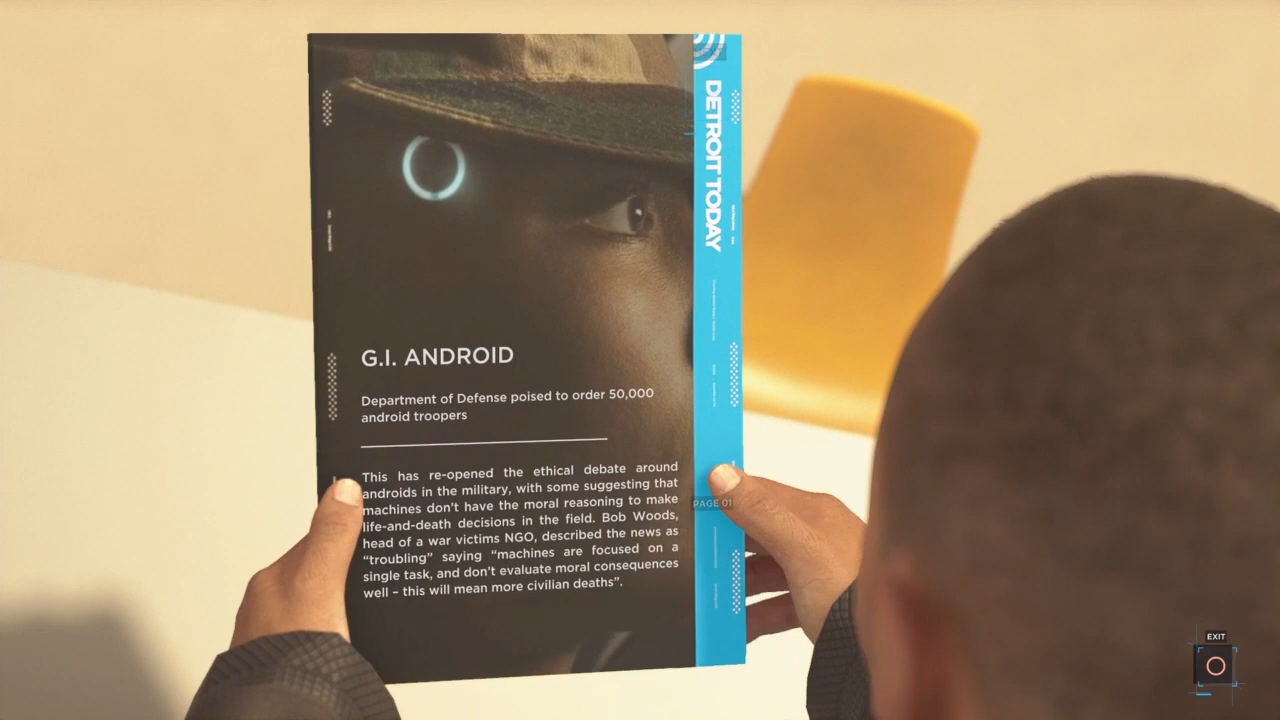 DETROIT TODAY
G.I. ANDROID
Department of Defense poised to order 50,000
android troopers
This has re-opened the ethical debate around
androids in the military, with some suggesting that
machines don't have the moral reasoning to make
life-and-death decisions in the field. Bob Woods,
head of a war victims NGO, described the news as
“troubling” saying “machines are focused on a
single task, and don't evaluate moral consequences
well – this will mean more civilian deaths”.
PAGE 01
EXIT